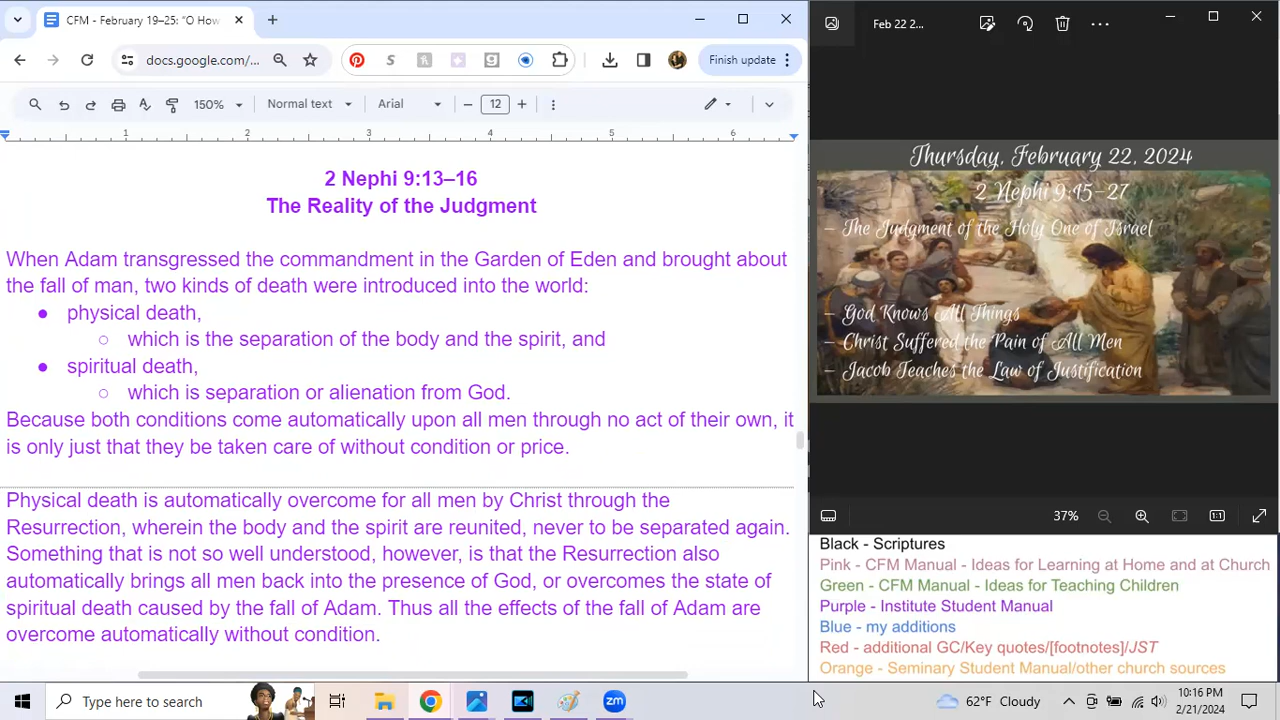 CFM - February 19–25: "O How
docs.google.com/...
Finish update
150%
Normal text
Arial
12
1 2 3 4 5 6
2 Nephi 9:13–16
The Reality of the Judgment
When Adam transgressed the commandment in the Garden of Eden and brought about
the fall of man, two kinds of death were introduced into the world:
● physical death,
○ which is the separation of the body and the spirit, and
● spiritual death,
○ which is separation or alienation from God.
Because both conditions come automatically upon all men through no act of their own, it
is only just that they be taken care of without condition or price.
Physical death is automatically overcome for all men by Christ through the
Resurrection, wherein the body and the spirit are reunited, never to be separated again.
Something that is not so well understood, however, is that the Resurrection also
automatically brings all men back into the presence of God, or overcomes the state of
spiritual death caused by the fall of Adam. Thus all the effects of the fall of Adam are
overcome automatically without condition.
Feb 22 2...
Thursday, February 22, 2024
2 Nephi 9:15–27
– The Judgment of the Holy One of Israel
– God Knows All Things
– Christ Suffered the Pain of All Men
– Jacob Teaches the Law of Justification
37%
1:1
Black - Scriptures
Pink - CFM Manual - Ideas for Learning at Home and at Church
Green - CFM Manual - Ideas for Teaching Children
Purple - Institute Student Manual
Blue - my additions
Red - additional GC/Key quotes/[footnotes]/JST
Orange - Seminary Student Manual/other church sources
Type here to search
zm
62°F Cloudy
10:16 PM
2/21/2024